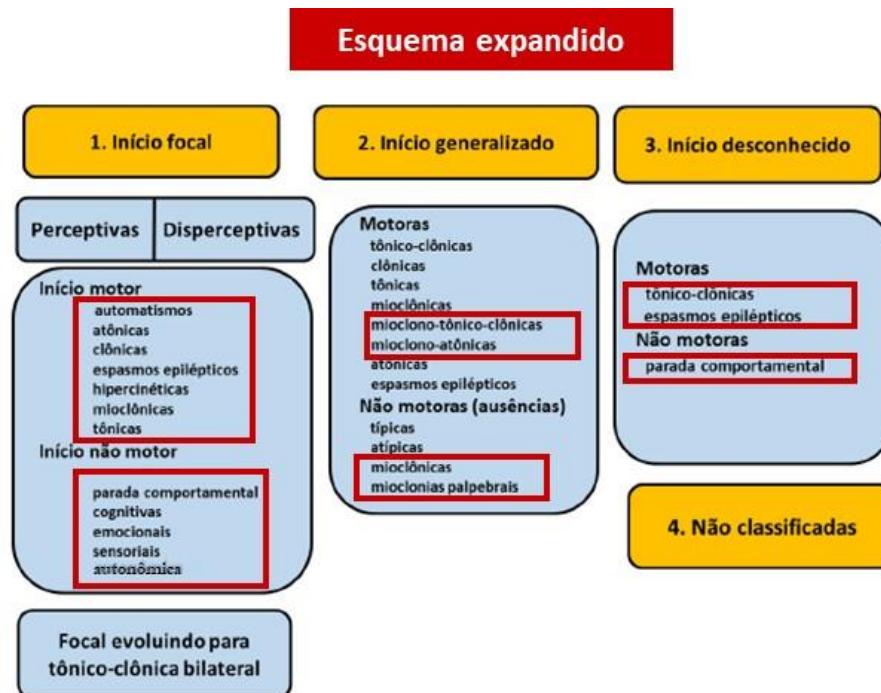 Esquema expandido
1. Início focal
Perceptivas
Disperceptivas
Início motor
automatismos
atônicas
clônicas
espasmos epilépticos
hipercinéticas
mioclônicas
tônicas
Início não motor
parada comportamental
cognitivas
emocionais
sensoriais
autonômica
Focal evoluindo para
tônico-clônica bilateral
2. Início generalizado
Motoras
tônico-clônicas
clônicas
tônicas
mioclônicas
mioclono-tônico-clônicas
mioclono-atônicas
atônicas
espasmos epilépticos
Não motoras (ausências)
típicas
atípicas
mioclônicas
mioclonias palpebrais
3. Início desconhecido
Motoras
tônico-clônicas
espasmos epilépticos
Não motoras
parada comportamental
4. Não classificadas